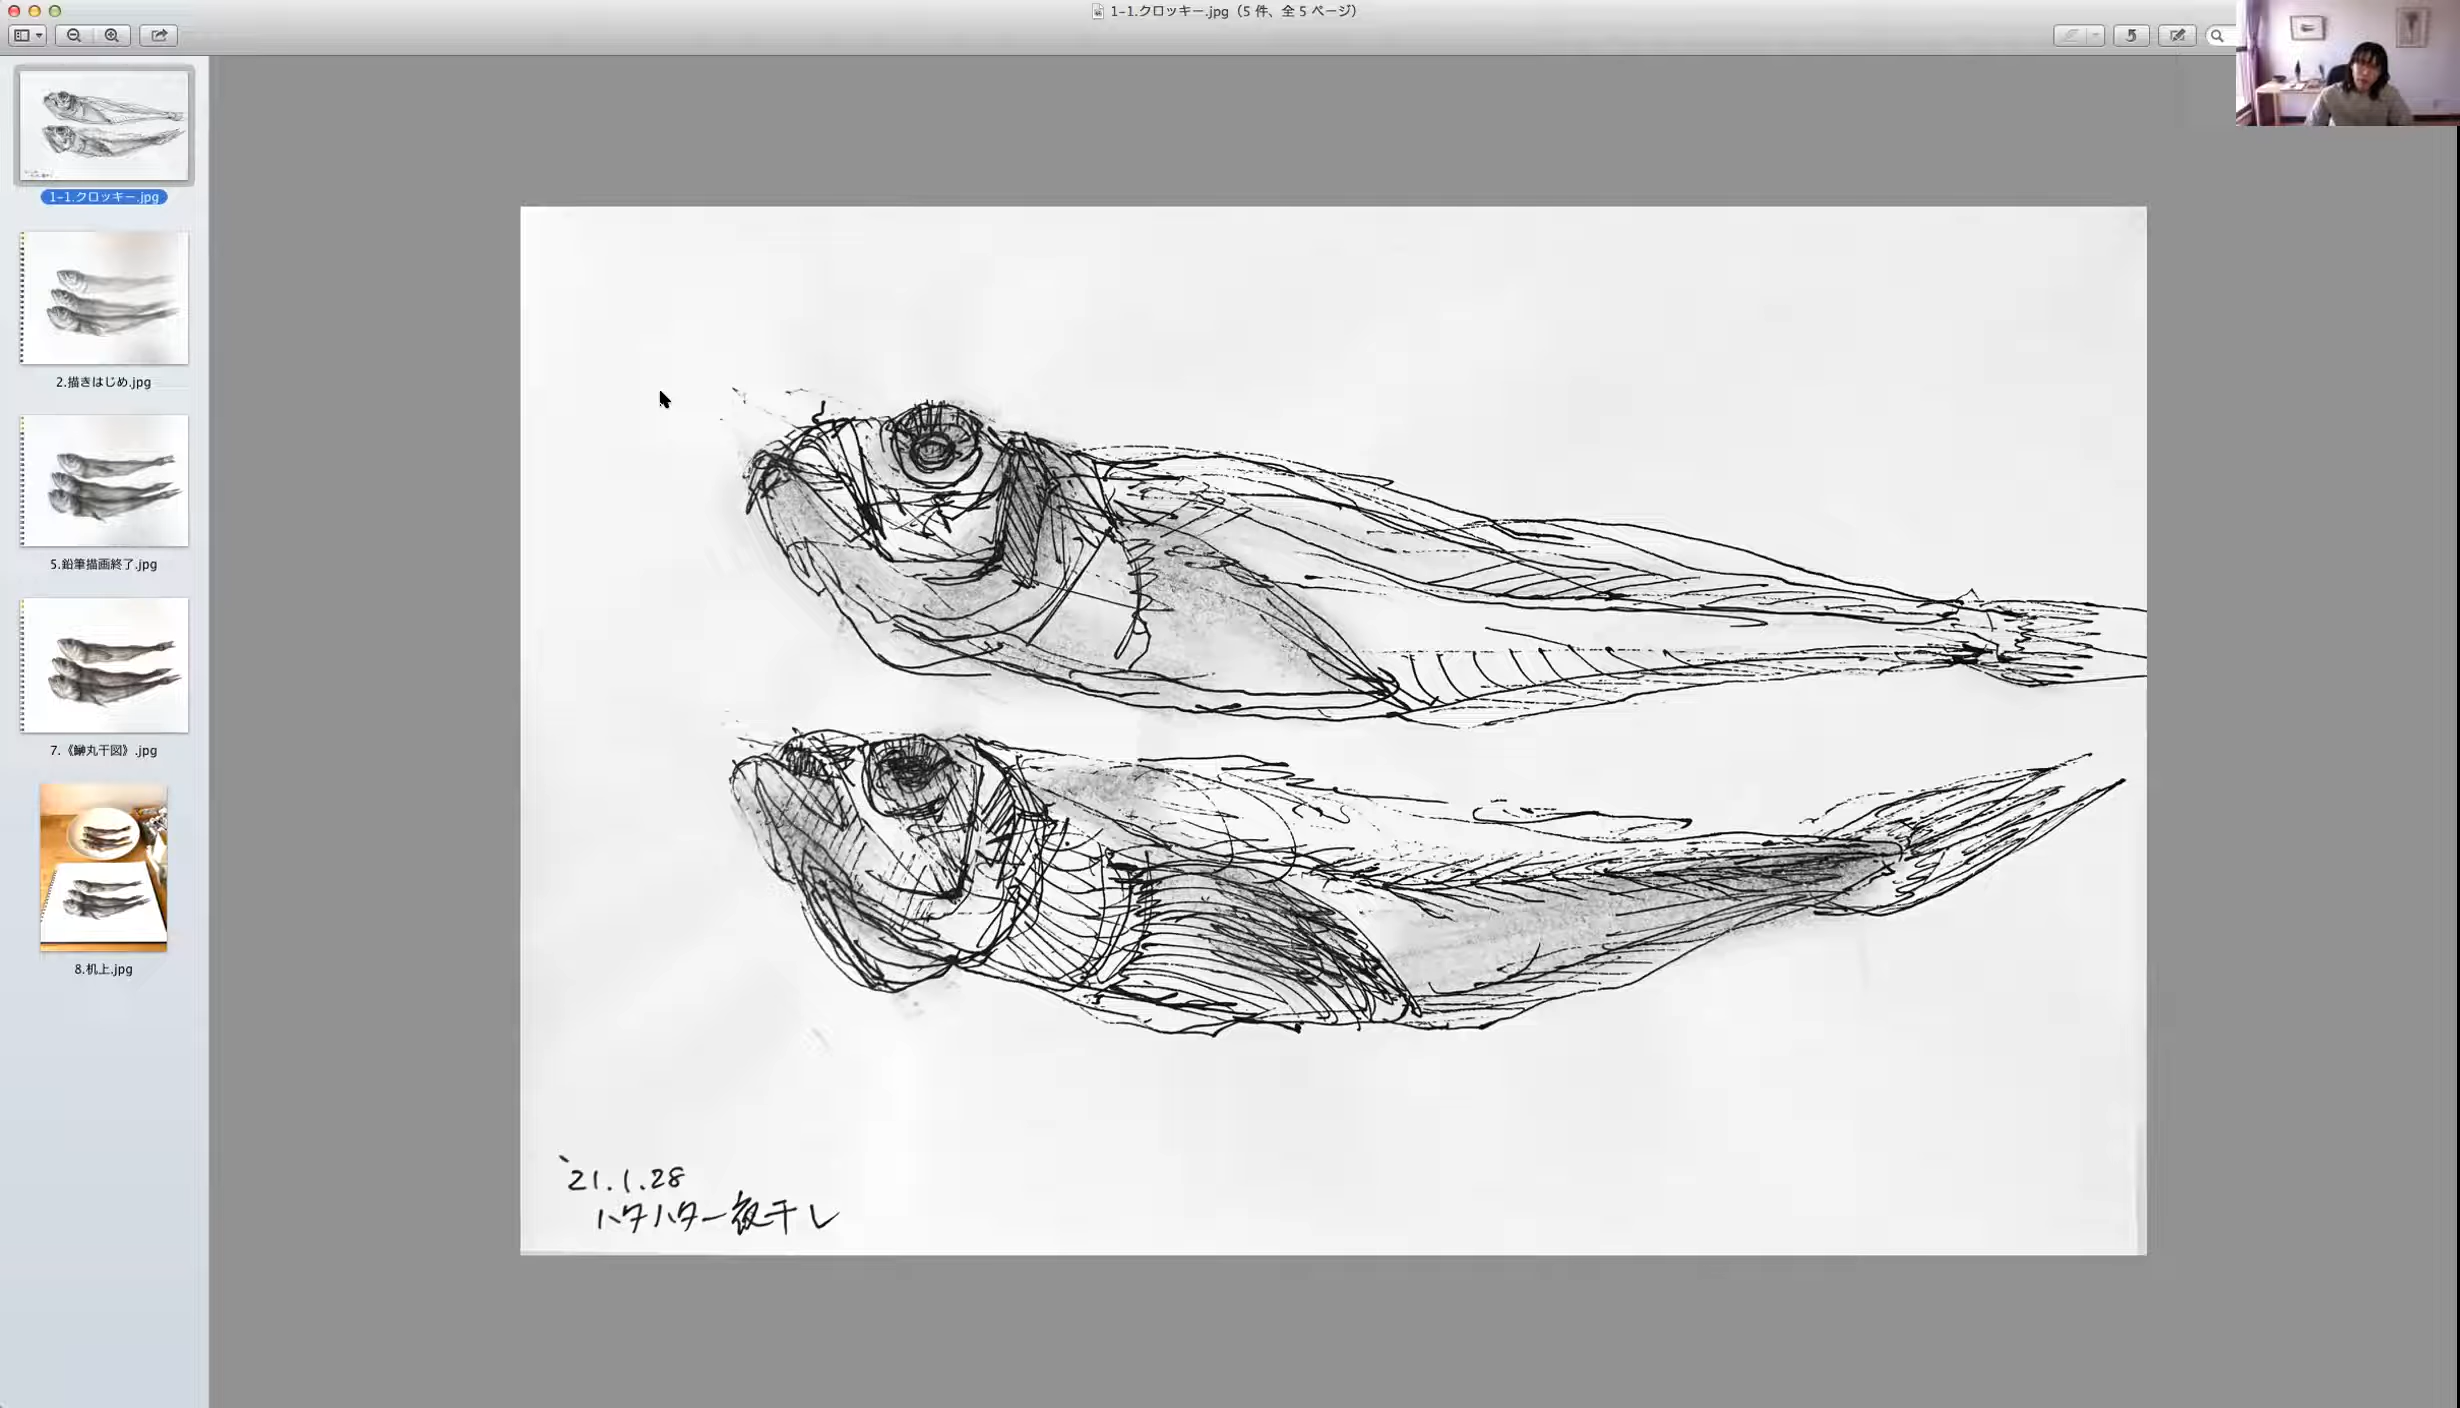 1-1.クロッキー.jpg（5 件、全 5 ページ）
1-1.クロッキー.jpg
2.描きはじめ.jpg
5.鉛筆描画終了.jpg
7.《鰰丸干図》.jpg
8.机上.jpg
'21.1.28
ハタハタ一夜干し